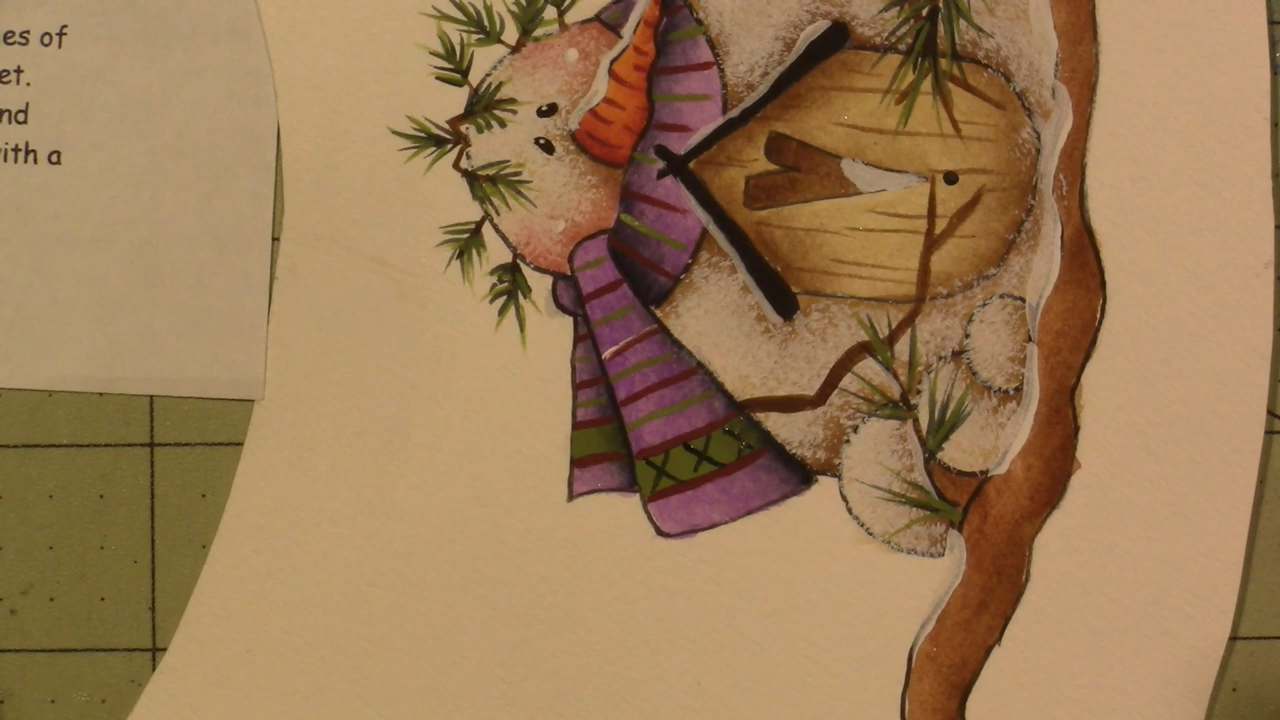 es of
et.
nd
ith a